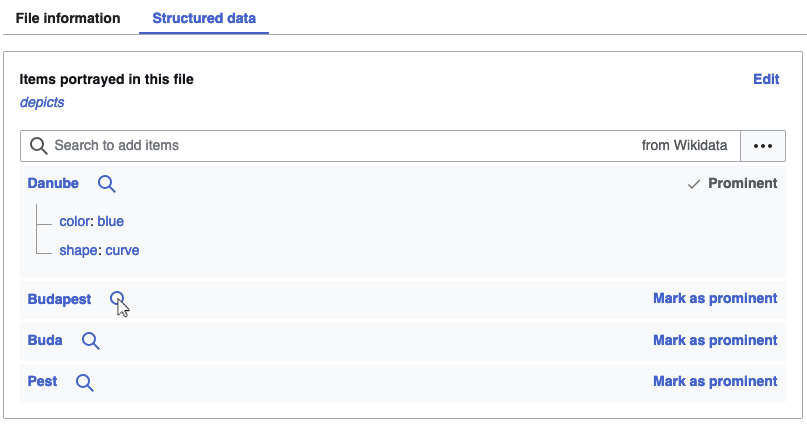 File information Structured data
Items portrayed in this file Edit
depicts
Search to add items from Wikidata
Danube Prominent
color: blue
shape: curve
Budapest Mark as prominent
Buda Mark as prominent
Pest Mark as prominent